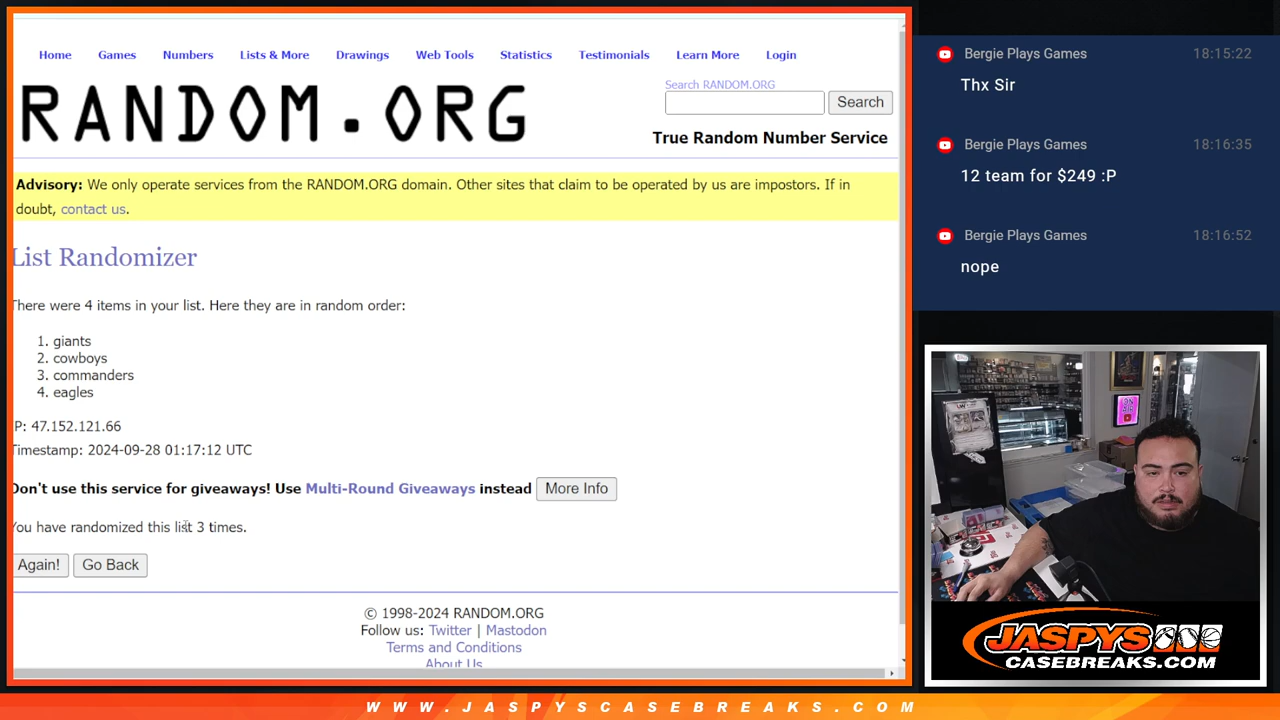 Home Games Numbers Lists & More Drawings Web Tools Statistics Testimonials Learn More Login
RANDOM.ORG
Search RANDOM.ORG
Search
True Random Number Service
Advisory: We only operate services from the RANDOM.ORG domain. Other sites that claim to be operated by us are impostors. If in
doubt, contact us.
List Randomizer
There were 4 items in your list. Here they are in random order:
1. giants
2. cowboys
3. commanders
4. eagles
P: 47.152.121.66
Timestamp: 2024-09-28 01:17:12 UTC
Don't use this service for giveaways! Use Multi-Round Giveaways instead More Info
You have randomized this list 3 times.
Again! Go Back
© 1998-2024 RANDOM.ORG
Follow us: Twitter | Mastodon
Terms and Conditions
About Us
Bergie Plays Games 18:15:22
Thx Sir
Bergie Plays Games 18:16:35
12 team for $249 :P
Bergie Plays Games 18:16:52
nope
JASPYS
CASEBREAKS.COM
WWW.JASPYSCASEBREAKS.COM